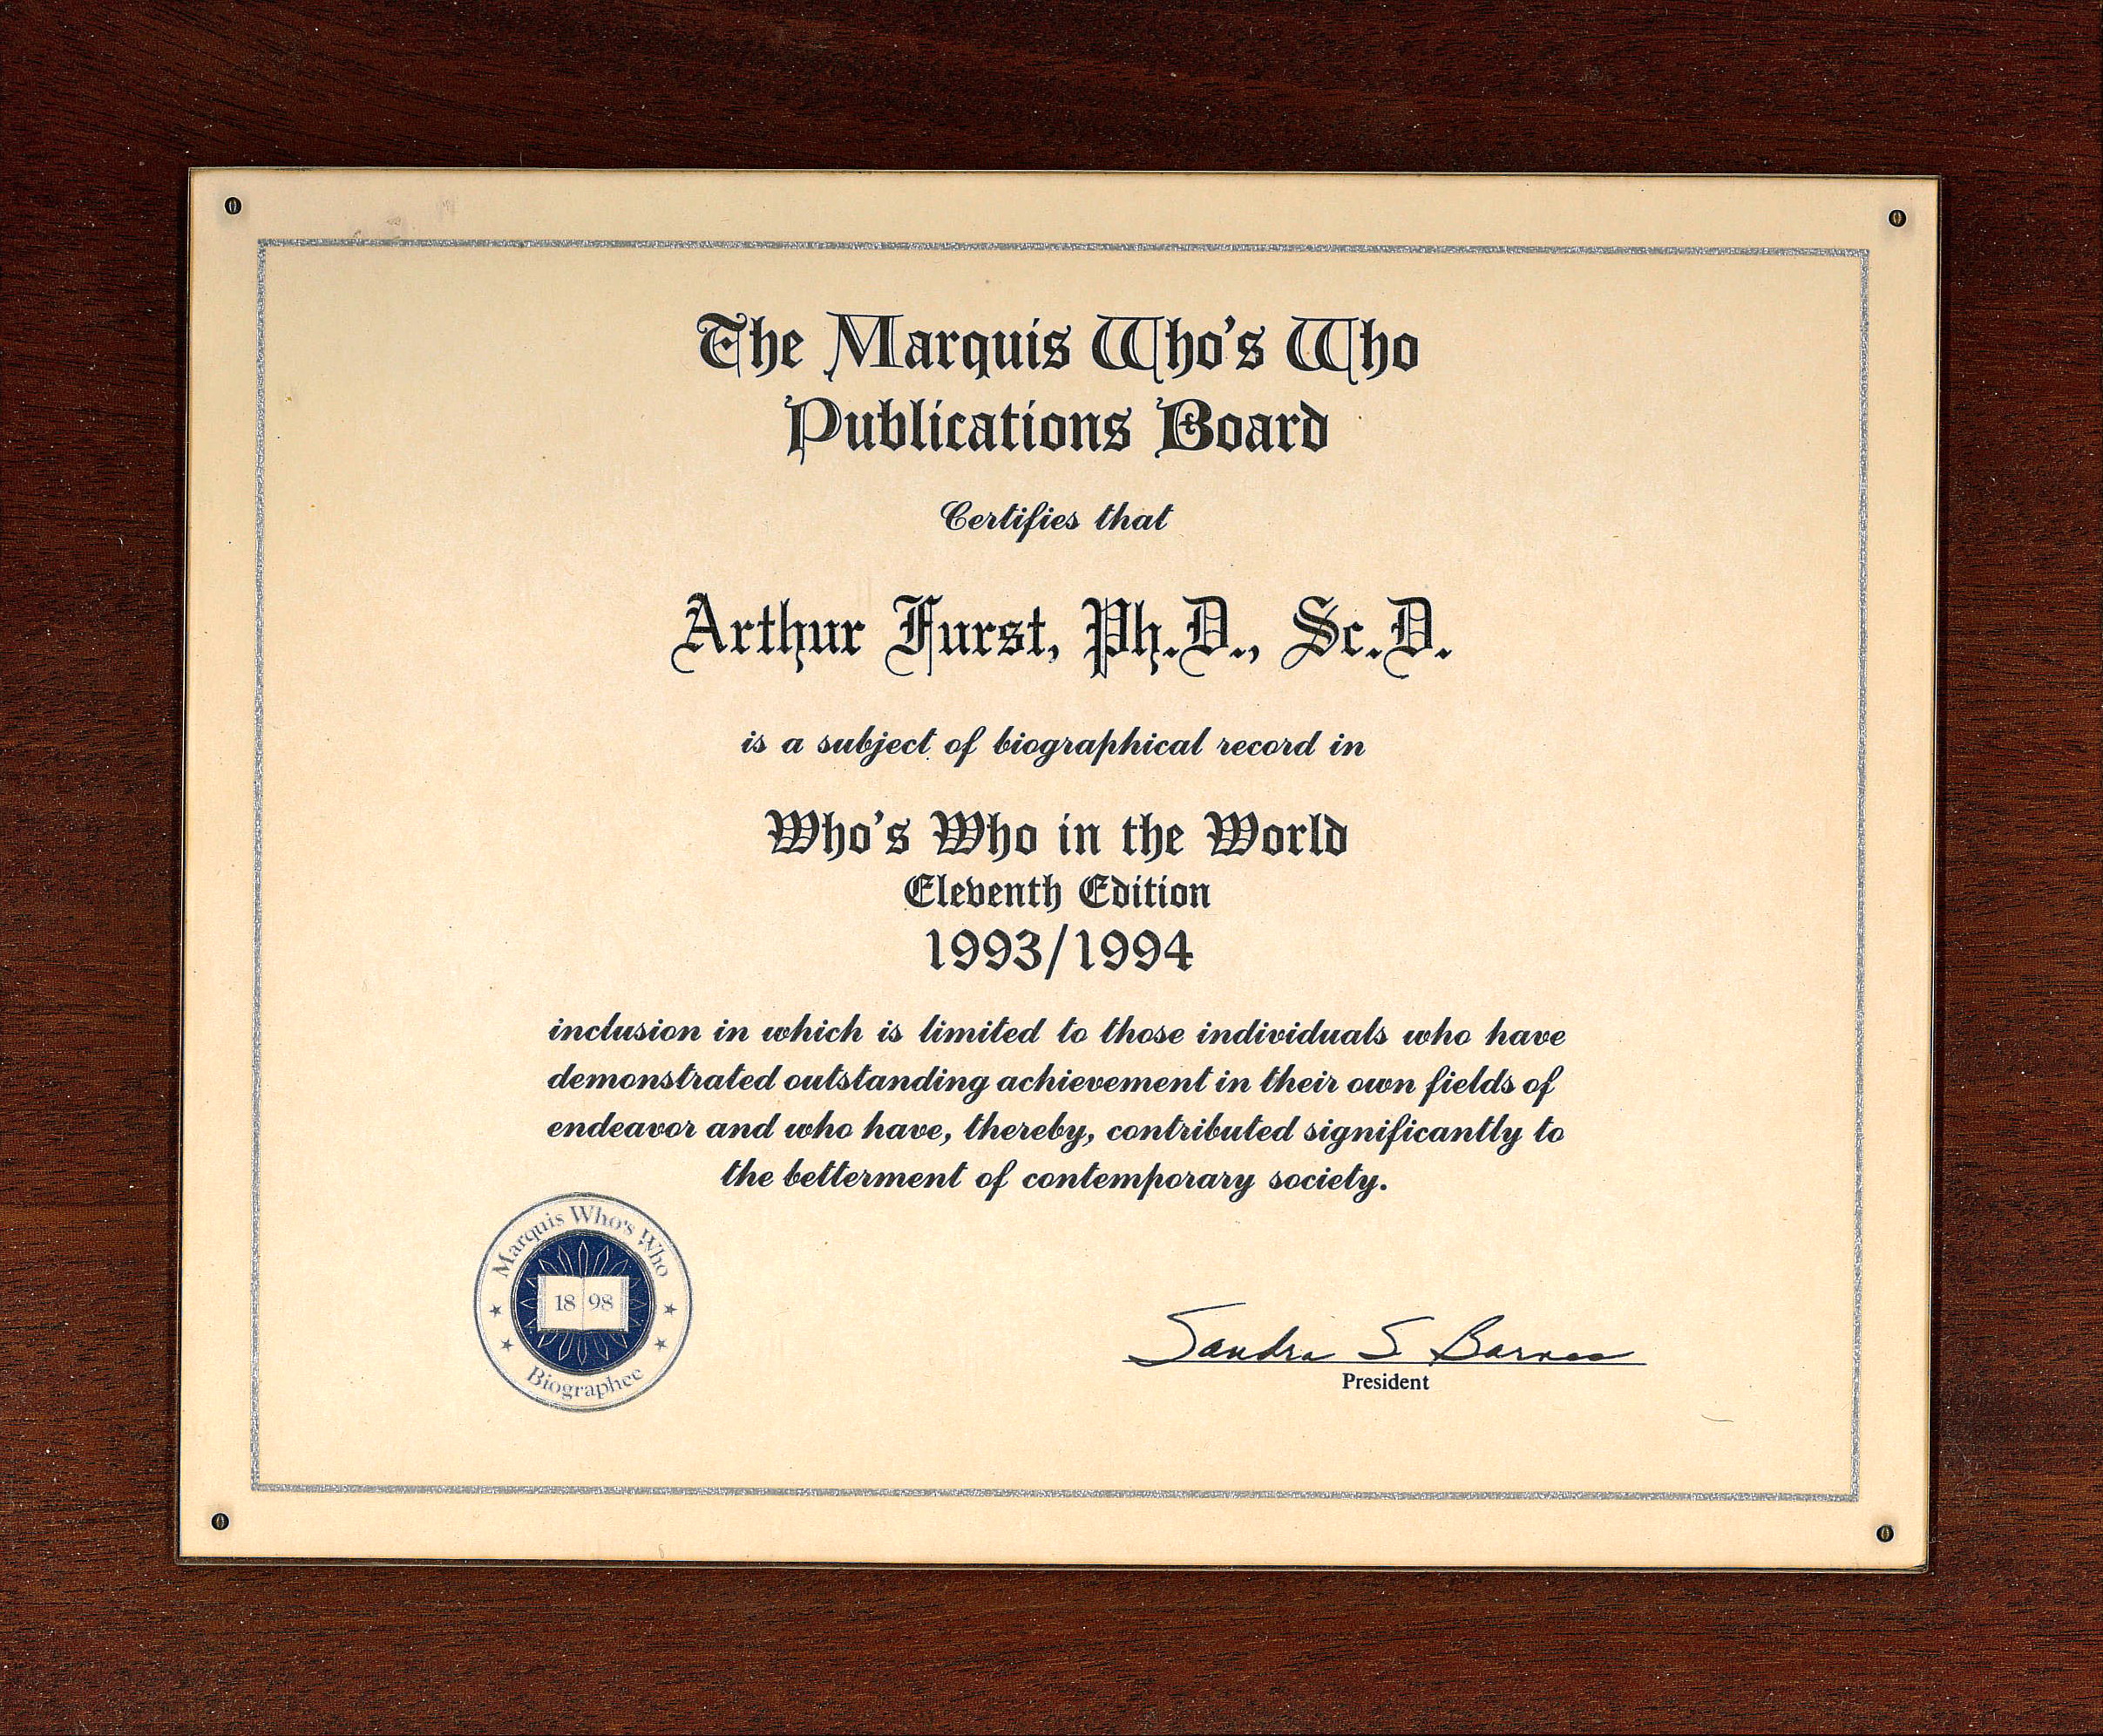 The Marquis Who's Who
Publications Board
Certifies that
Arthur Furst, Ph.D., Sc.D.
is a subject of biographical record in
Who's Who in the World
Eleventh Edition
1993/1994
inclusion in which is limited to those individuals who have
demonstrated outstanding achievement in their own fields of
endeavor and who have, thereby, contributed significantly to
the betterment of contemporary society.
Marquis Who's Who
18 98
Biographee
Sandra S. Barnes
President